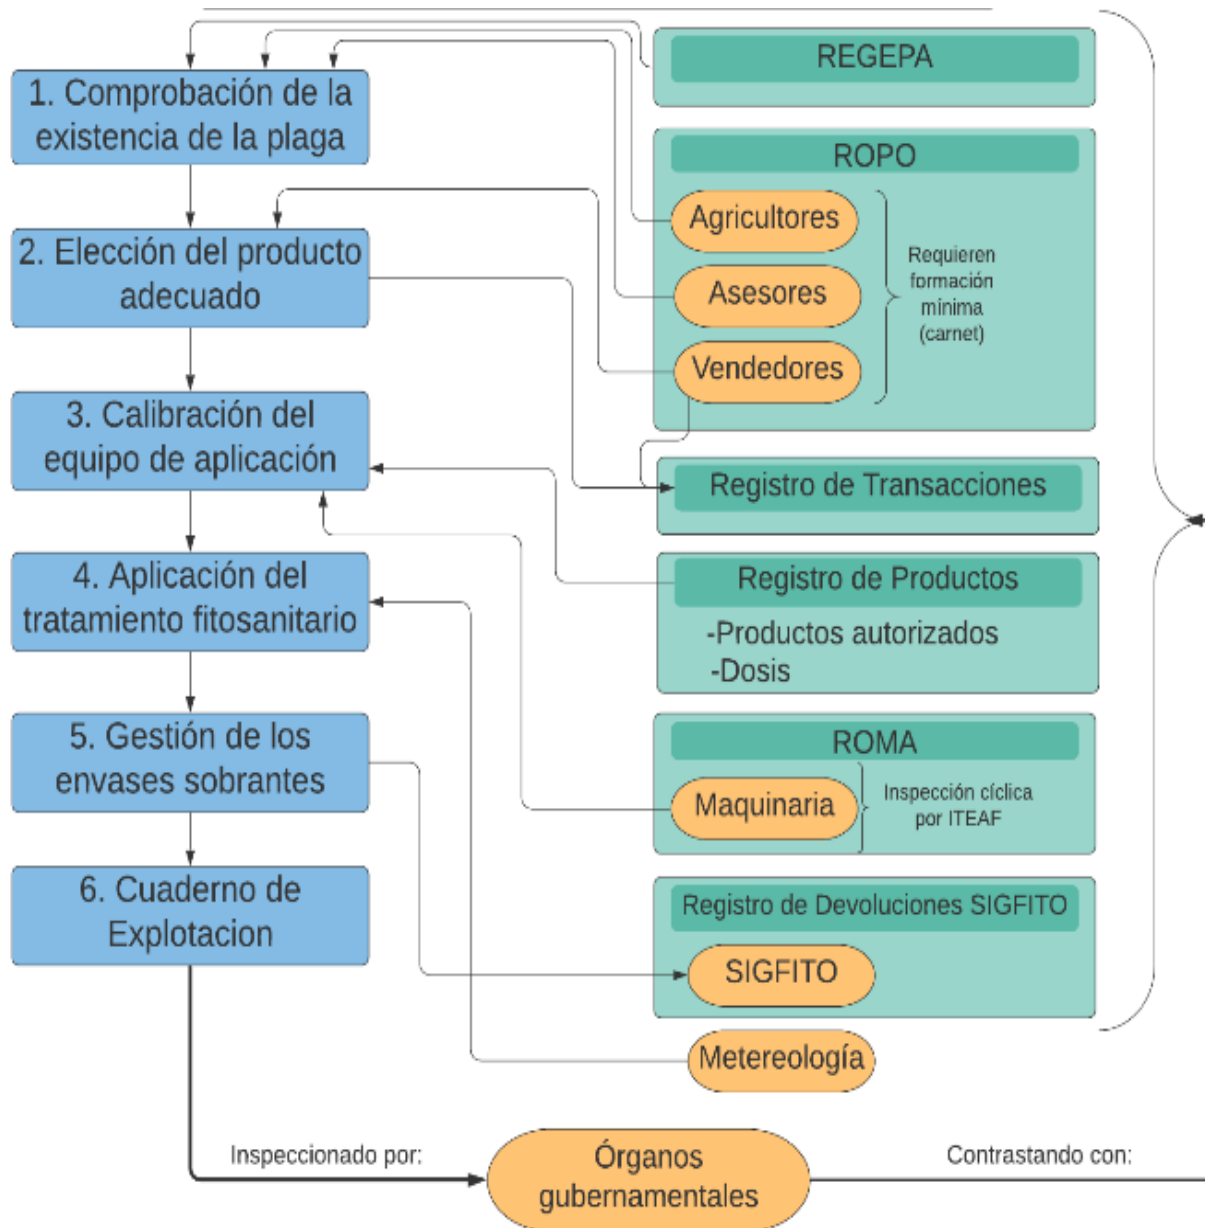 1. Comprobación de la
existencia de la plaga
2. Elección del producto
adecuado
3. Calibración del
equipo de aplicación
4. Aplicación del
tratamiento fitosanitario
5. Gestión de los
envases sobrantes
6. Cuaderno de
Explotacion
REGEPA
ROPO
Agricultores
Asesores
Vendedores
Requieren
formación
mínima
(carnet)
Registro de Transacciones
Registro de Productos
-Productos autorizados
-Dosis
ROMA
Maquinaria
Inspección cíclica
por ITEAF
Registro de Devoluciones SIGFITO
SIGFITO
Metereología
Inspeccionado por:
Órganos
gubernamentales
Contrastando con: